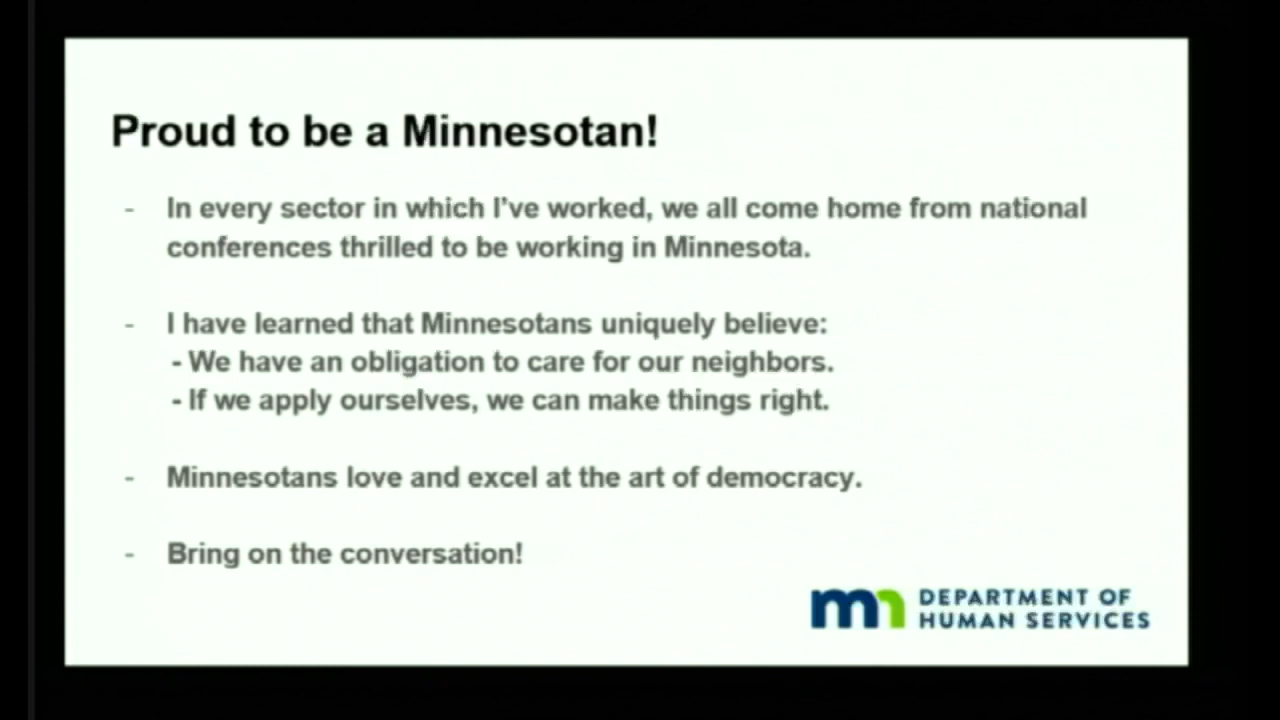 Proud to be a Minnesotan!
- In every sector in which I've worked, we all come home from national
conferences thrilled to be working in Minnesota.
- I have learned that Minnesotans uniquely believe:
- We have an obligation to care for our neighbors.
- If we apply ourselves, we can make things right.
- Minnesotans love and excel at the art of democracy.
- Bring on the conversation!
mn DEPARTMENT OF
HUMAN SERVICES